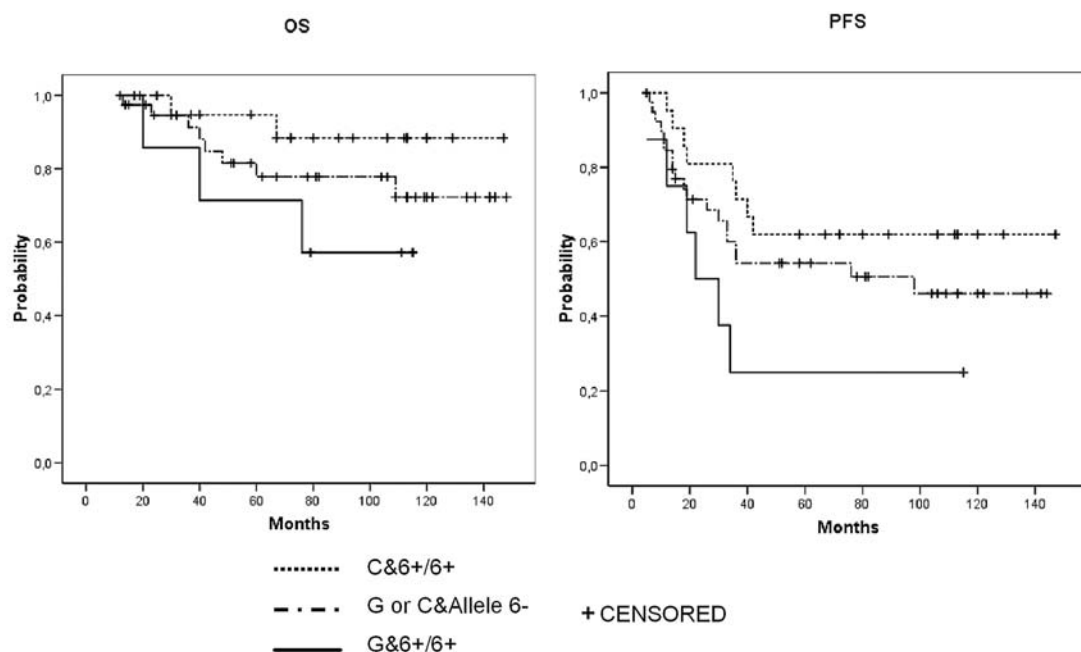 OS
PFS
1,0
0,8
0,6
0,4
0,2
0,0
Probability
0 20 40 60 80 100 120 140
Months
1,0
0,8
0,6
0,4
0,2
0,0
Probability
0 20 40 60 80 100 120 140
Months
C&6+/6+
G or C&Allele 6-
G&6+/6+
+ CENSORED